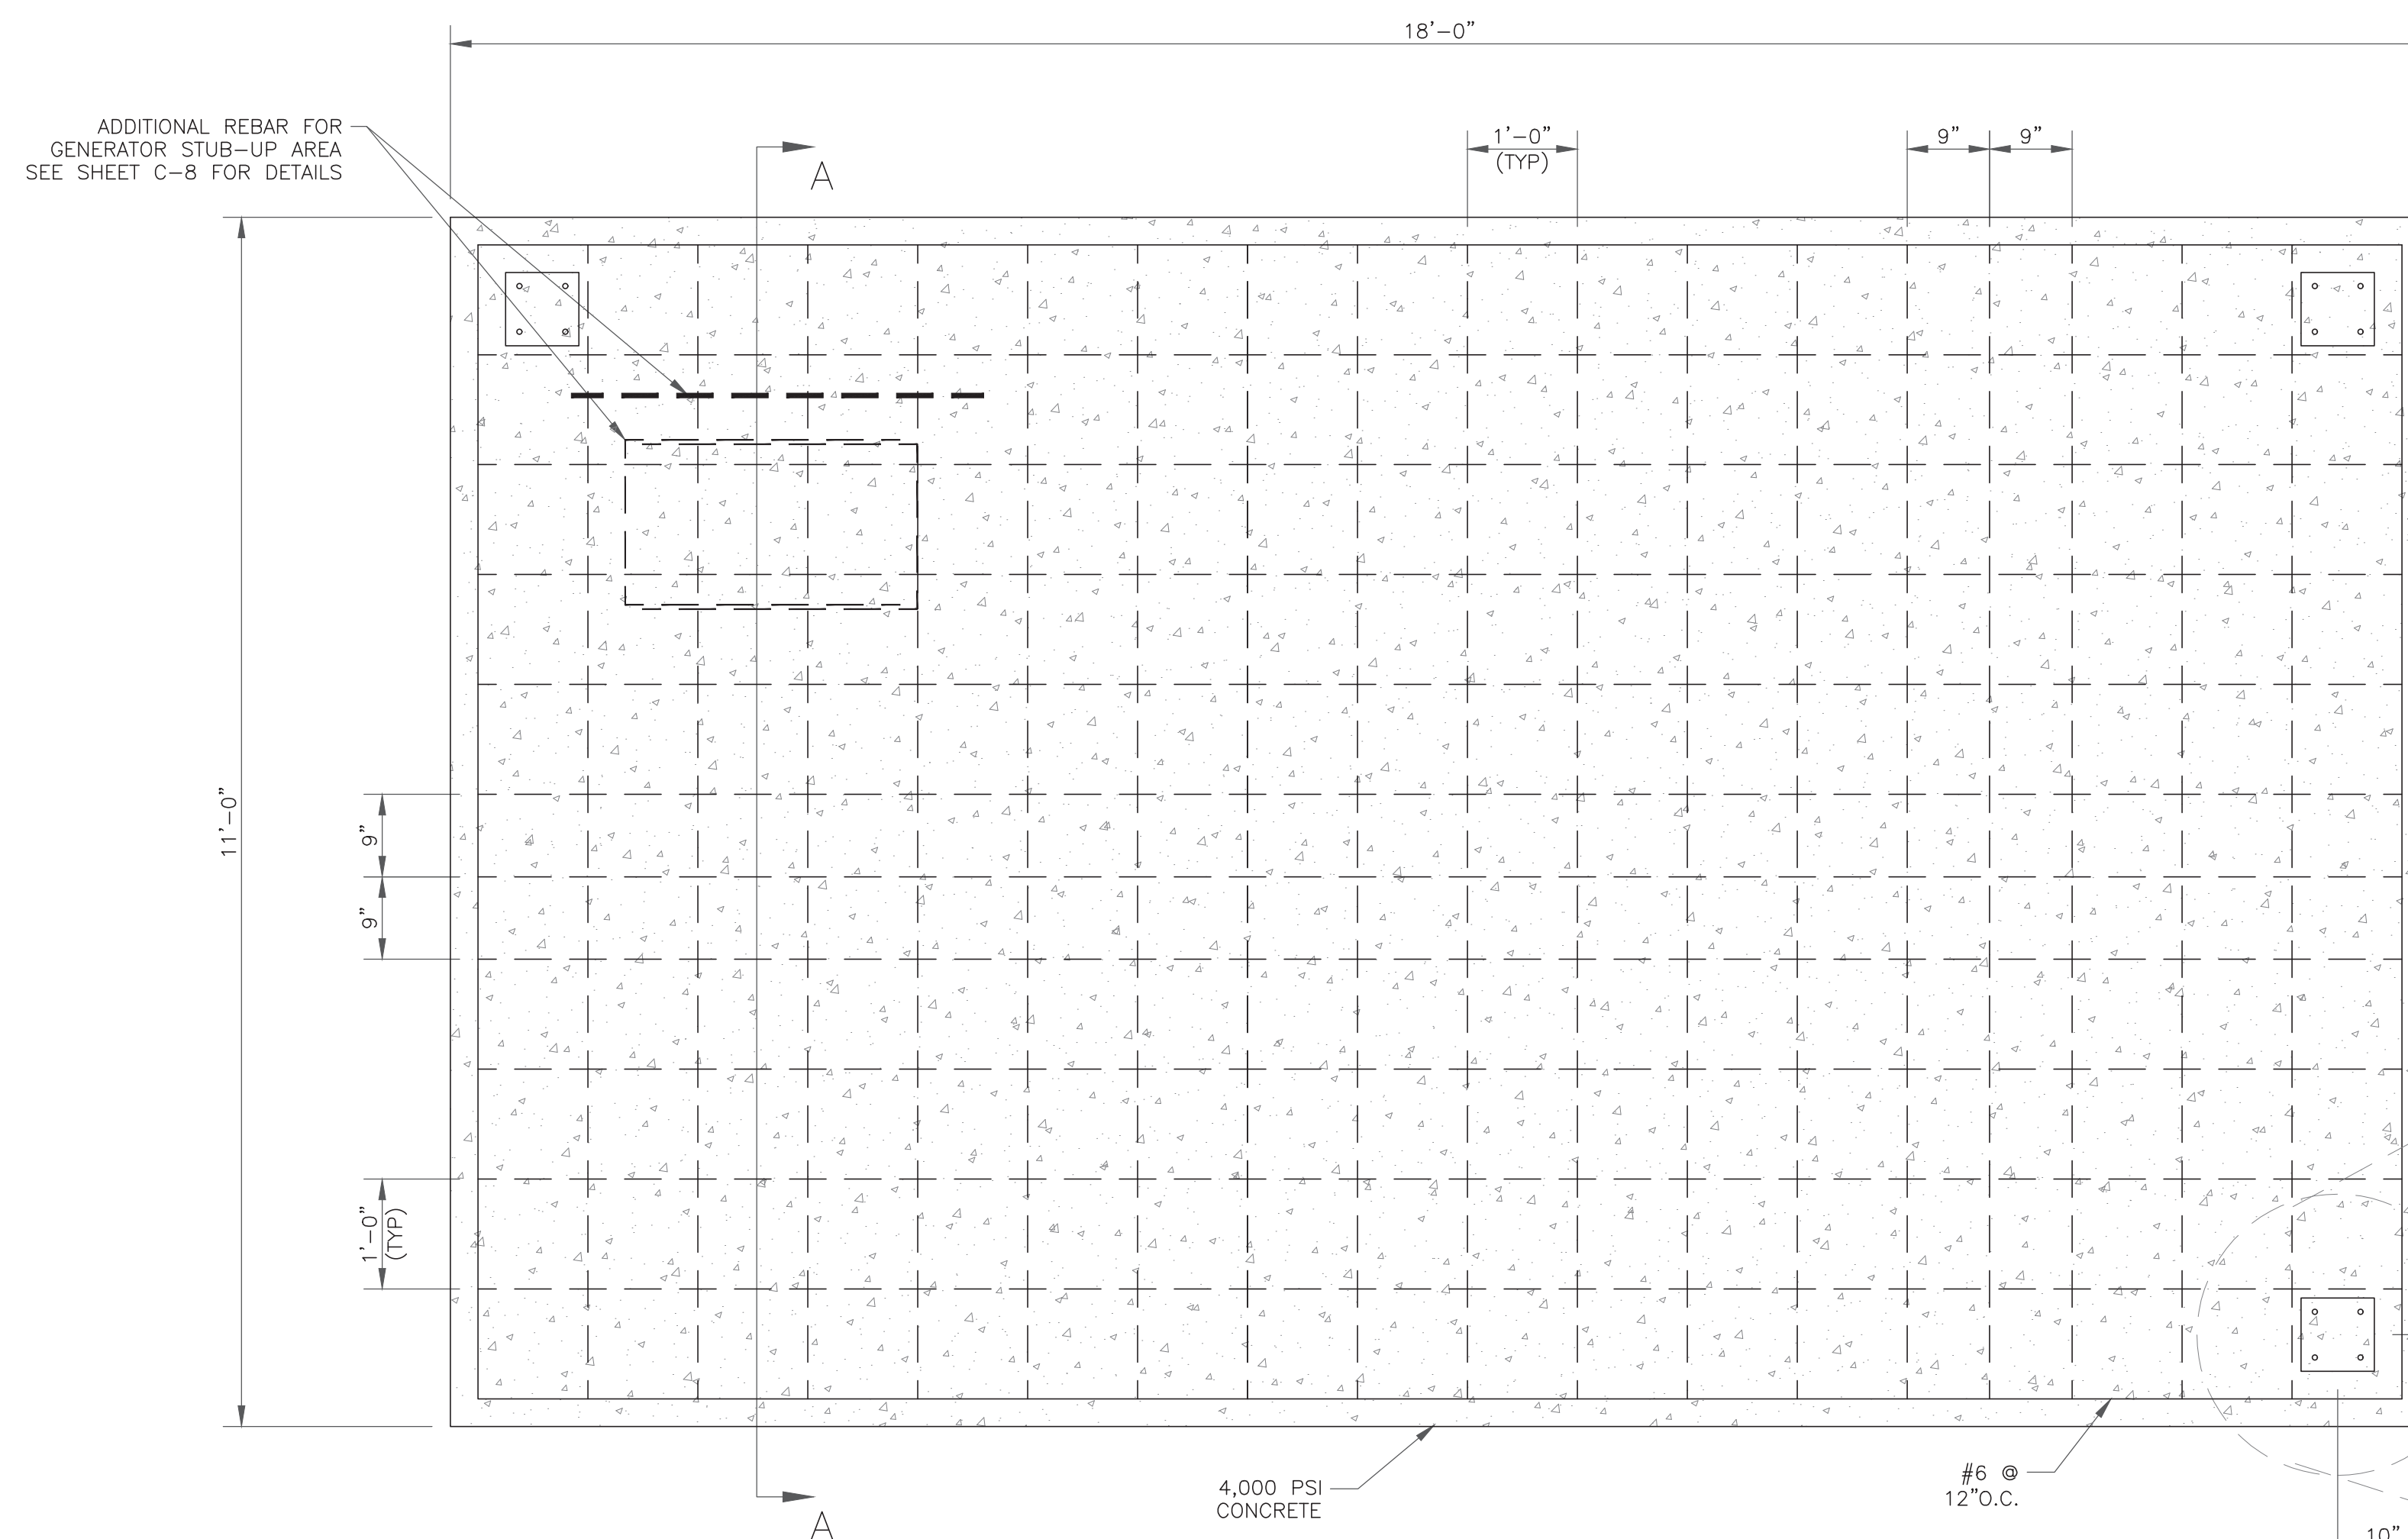 18'-0"
ADDITIONAL REBAR FOR
GENERATOR STUB-UP AREA
SEE SHEET C-8 FOR DETAILS
A
1'-0"
(TYP)
9"
9"
11'-0"
9"
9"
1'-0"
(TYP)
4,000 PSI
CONCRETE
#6 @
12"O.C.
A
10"